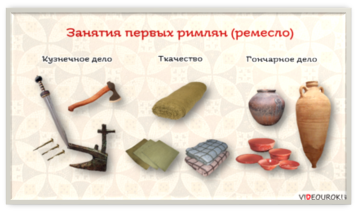 Занятия первых римлян (ремесло)
Кузнечное дело
Ткачество
Гончарное дело
VIDEOUROKI